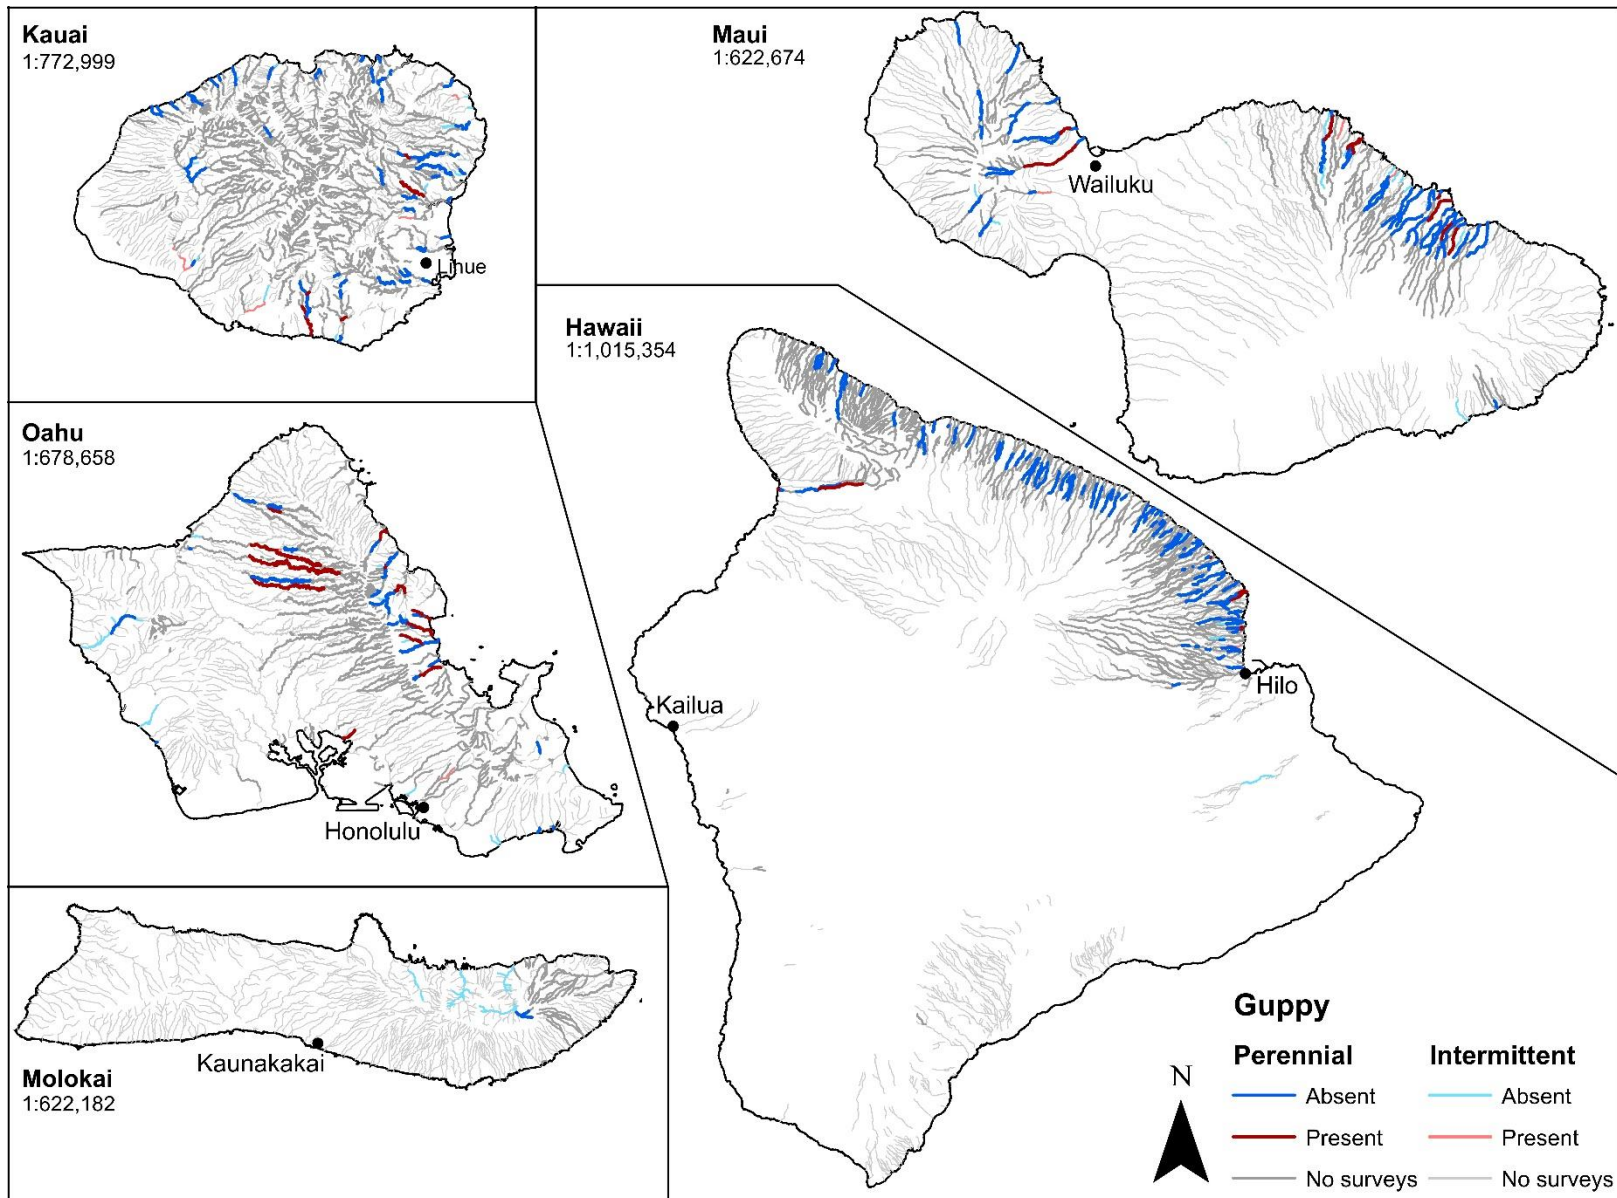 Kauai
1:772,999
Lihue
Maui
1:622,674
Wailuku
Hawaii
1:1,015,354
Kailua
Hilo
Oahu
1:678,658
Honolulu
Kaunakakai
Molokai
1:622,182
N
Guppy
Perennial Intermittent
Absent Absent
Present Present
No surveys No surveys